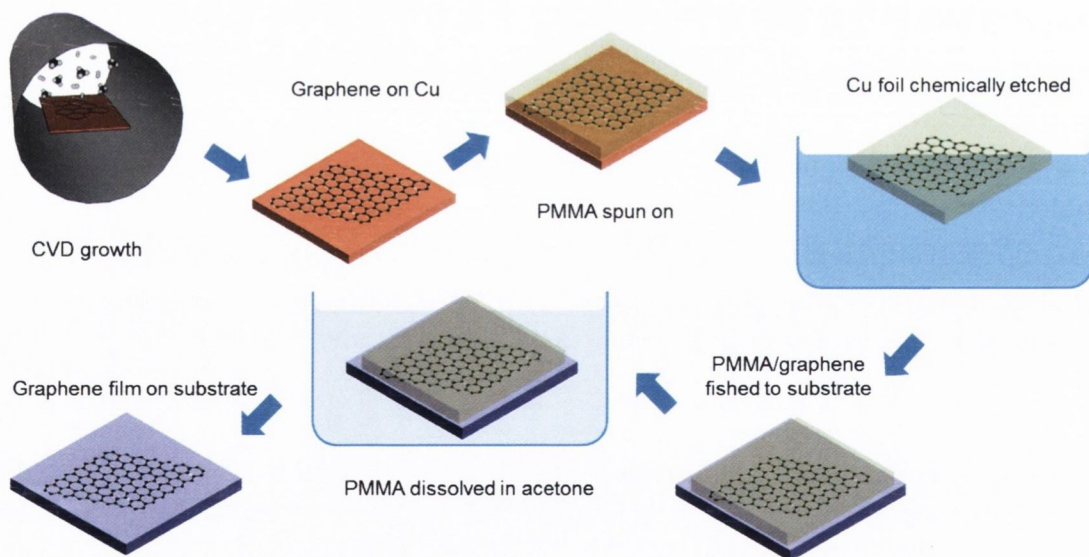 CVD growth
Graphene on Cu
PMMA spun on
Cu foil chemically etched
PMMA/graphene
fished to substrate
PMMA dissolved in acetone
Graphene film on substrate